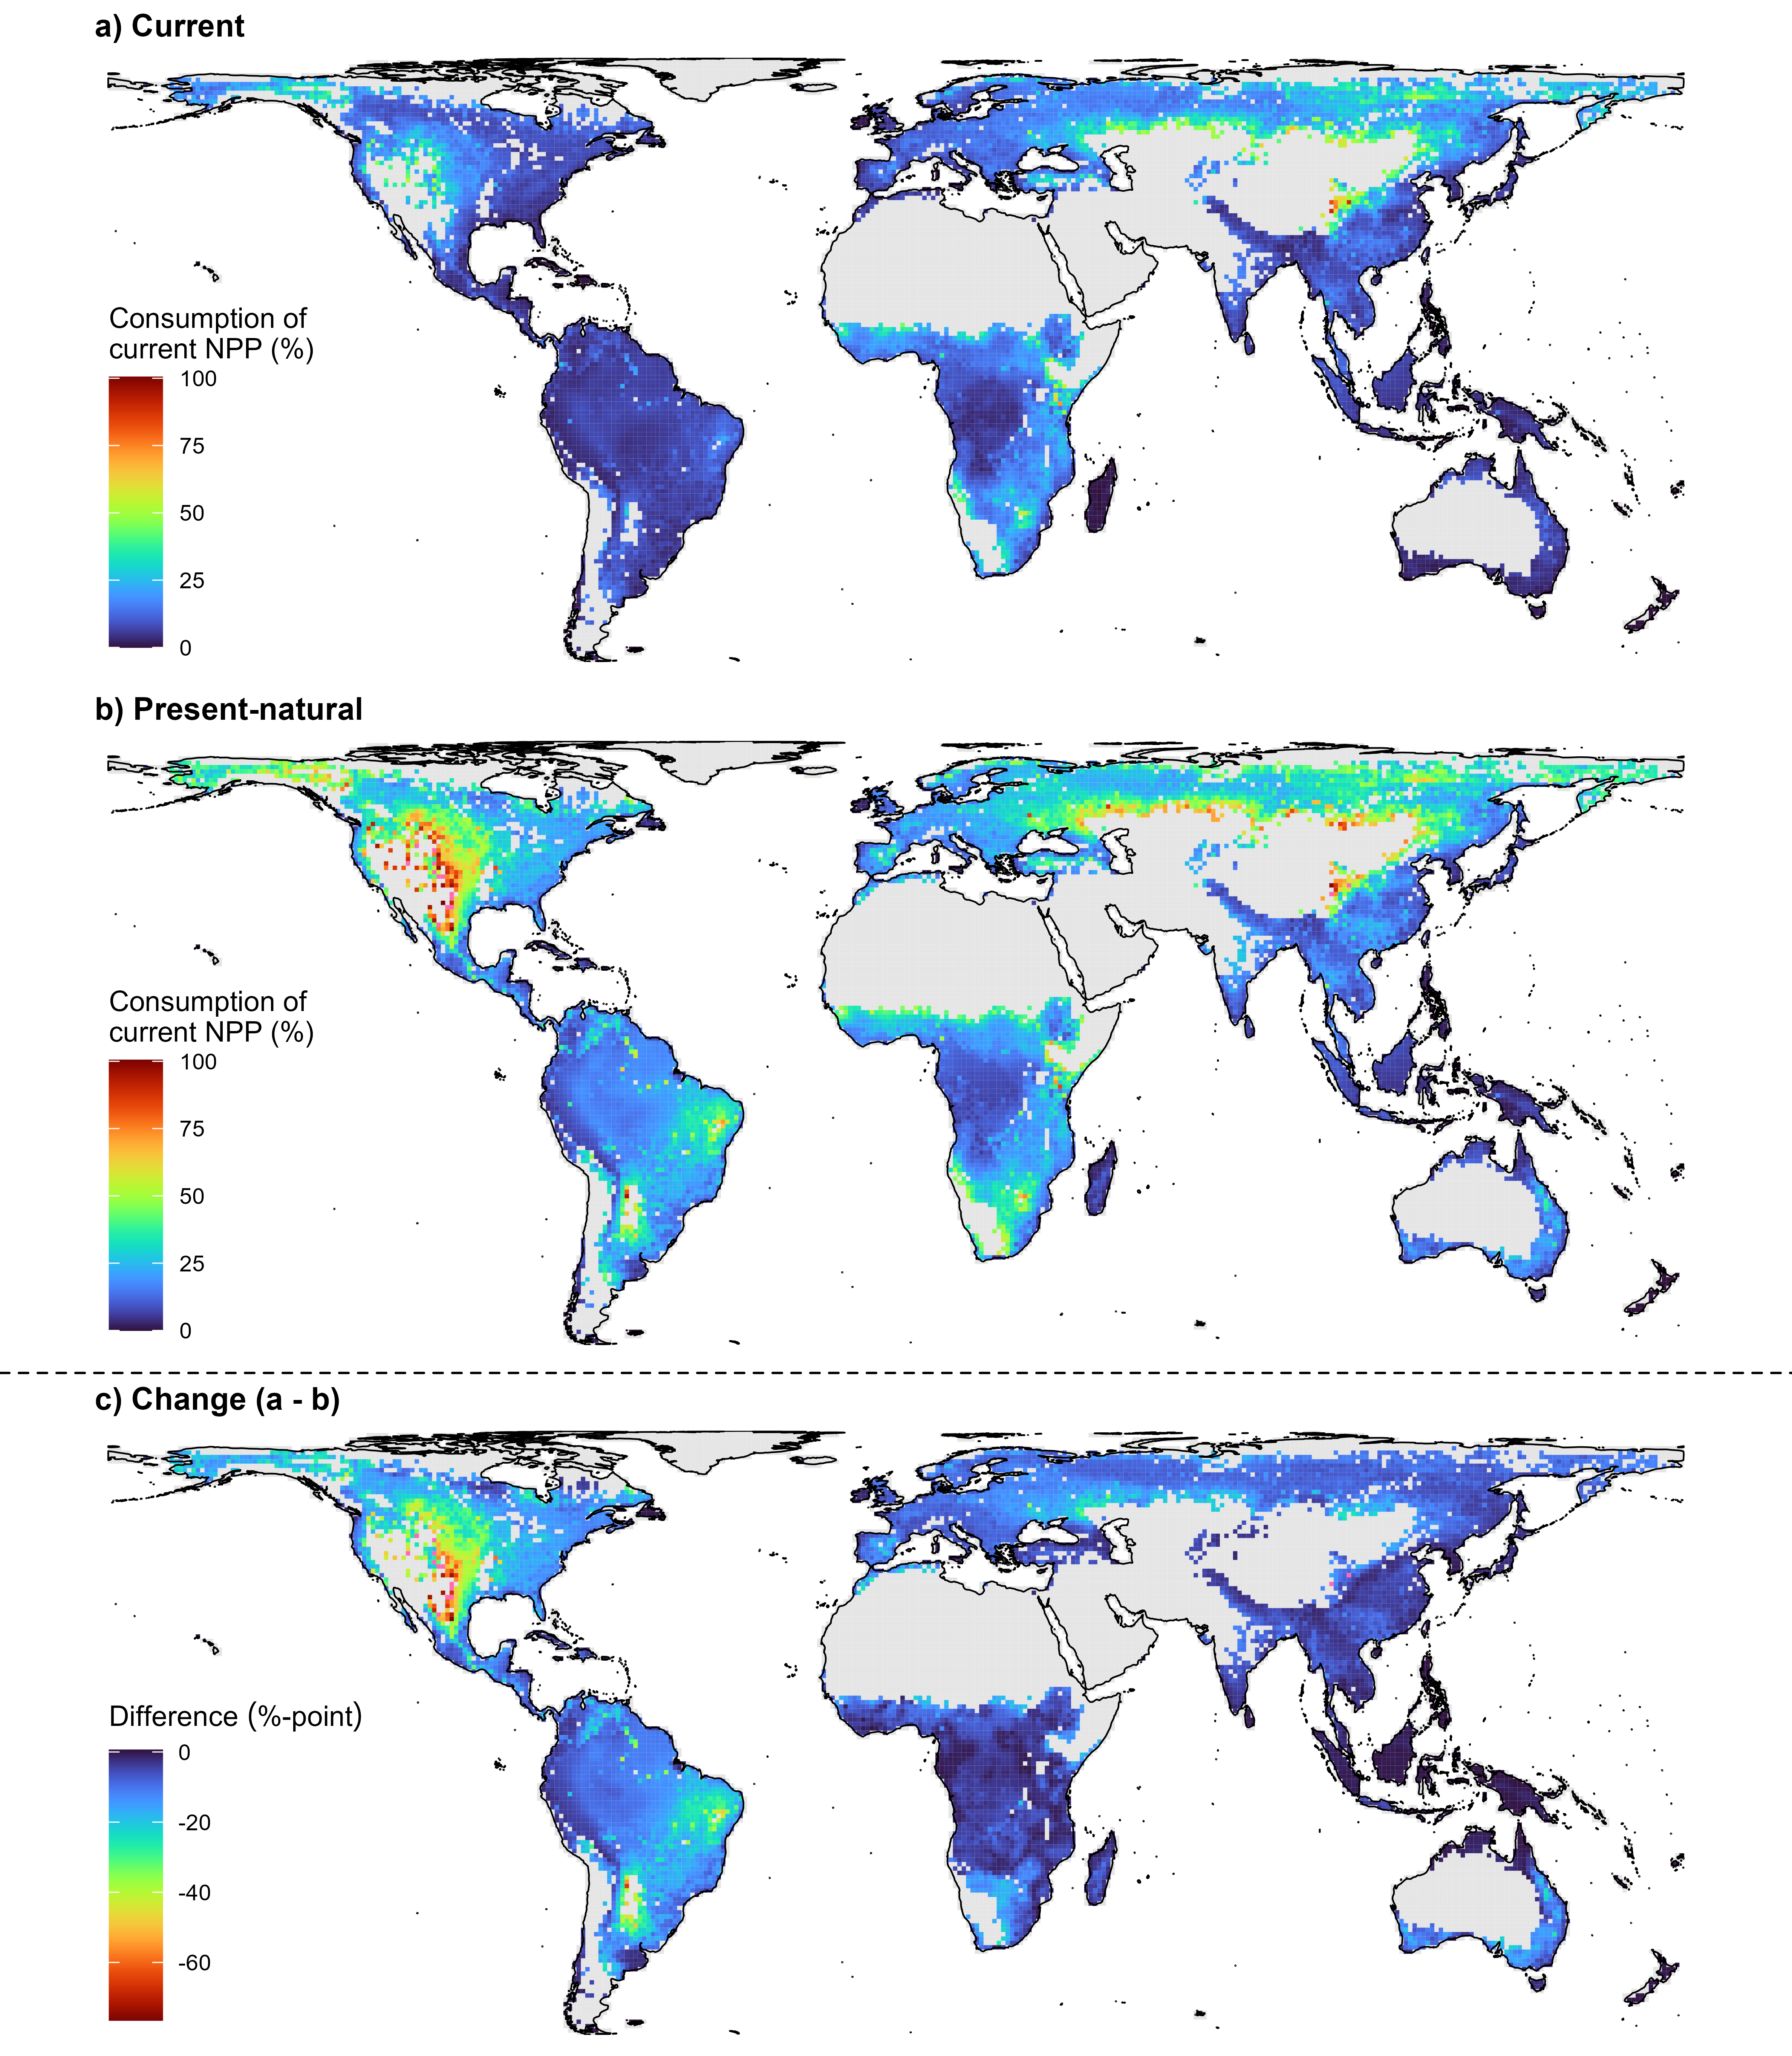 a) Current
Consumption of
current NPP (%)
100
75
50
25
0
b) Present-natural
Consumption of
current NPP (%)
100
75
50
25
0
c) Change (a - b)
Difference (%-point)
0
-20
-40
-60